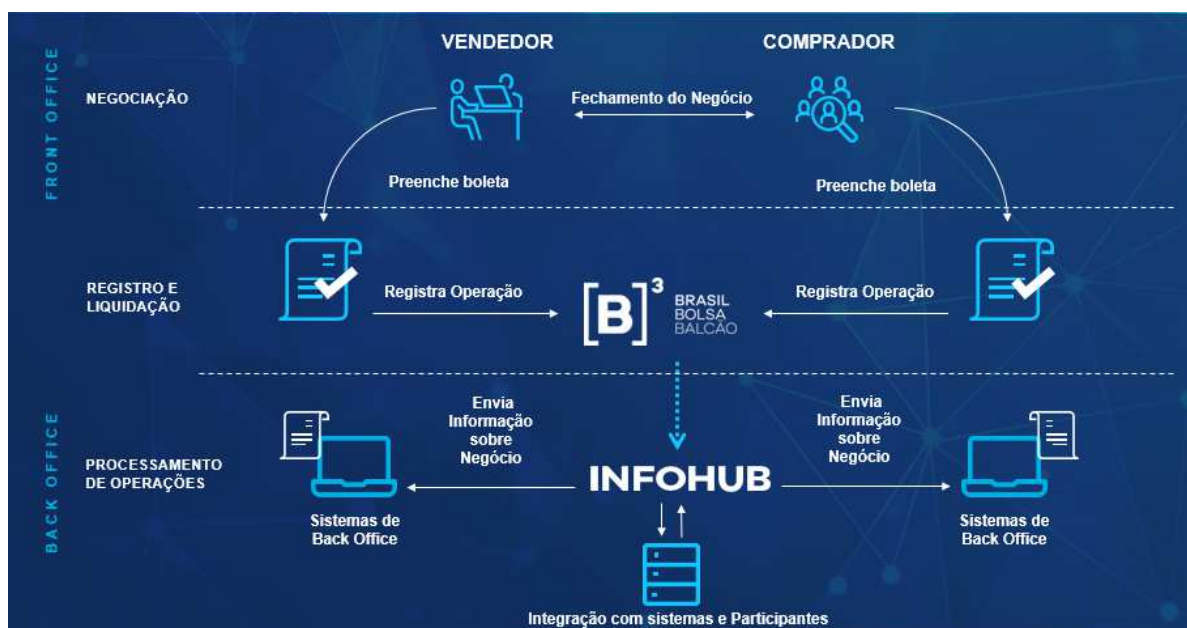 FRONT OFFICE
VENDEDOR
COMPRADOR
NEGOCIAÇÃO
Fechamento do Negócio
Preenche boleta
Preenche boleta
REGISTRO E
LIQUIDAÇÃO
Registra Operação
[B]³
BRASIL
BOLSA
BALCÃO
Registra Operação
BACK OFFICE
PROCESSAMENTO
DE OPERAÇÕES
Envia
Informação
sobre
Negócio
Envia
Informação
sobre
Negócio
INFOHUB
Sistemas de
Back Office
Sistemas de
Back Office
Integração com sistemas e Participantes